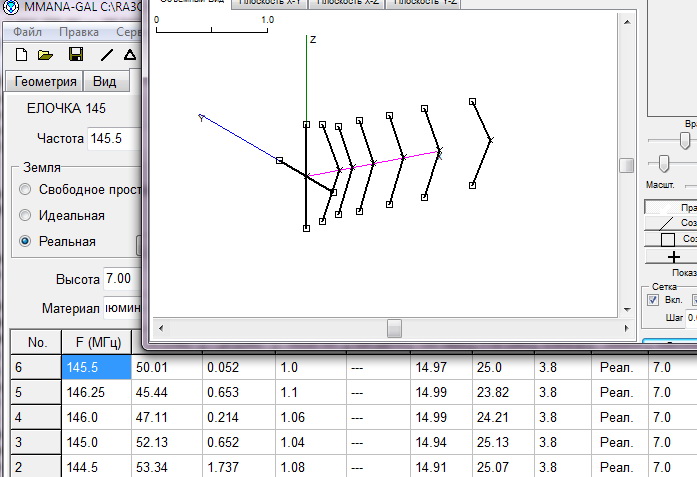 MMANA-GAL C:\RA3C
Файл Правка
Плоскость X-Y Плоскость X-Z Плоскость Y-Z
0 1.0
Z
Y
X
Геометрия Вид
ЕЛОЧКА 145
Частота 145.5
Земля
Свободное прост
Идеальная
Реальная
Высота 7.00
Материал
Масшт.
Пра
Соз
Соз
Показ
Сетка
Вкл.
Шаг 0.
No. F (МГц)
6 145.5 50.01 0.052 1.0 --- 14.97 25.0 3.8 Реал. 7.0
5 146.25 45.44 0.653 1.1 --- 14.99 23.82 3.8 Реал. 7.0
4 146.0 47.11 0.214 1.06 --- 14.99 24.21 3.8 Реал. 7.0
3 145.0 52.13 0.652 1.04 --- 14.94 25.13 3.8 Реал. 7.0
2 144.5 53.34 1.737 1.08 --- 14.91 25.07 3.8 Реал. 7.0